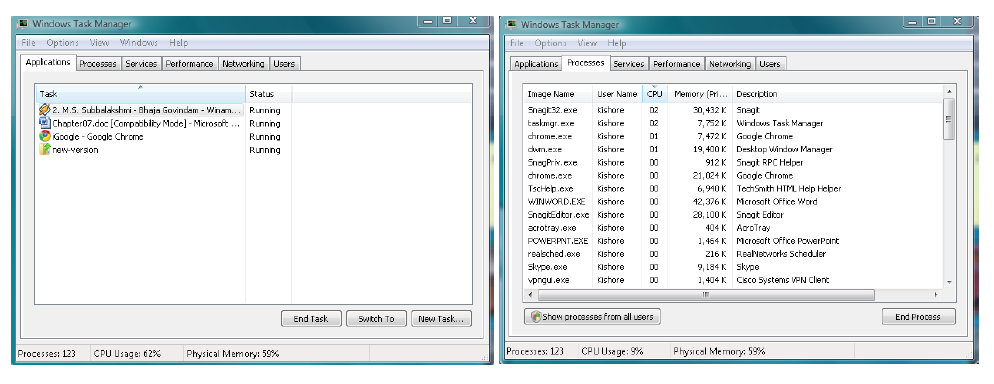 Windows Task Manager
File Options View Windows Help
Applications Processes Services Performance Networking Users
Task Status
2. M.S. Subbalakshmi - Bhaja Govindam - Winam... Running
Chapter07.doc [Compatibility Mode] - Microsoft ... Running
iGoogle - Google Chrome Running
new-version Running
End Task Switch To New Task...
Processes: 123 CPU Usage: 62% Physical Memory: 59%
Windows Task Manager
File Options View Help
Applications Processes Services Performance Networking Users
Image Name User Name CPU Memory (Pri... Description
Snagit32.exe Kishore 02 30,432 K Snagit
taskmgr.exe Kishore 02 7,752 K Windows Task Manager
chrome.exe Kishore 01 7,472 K Google Chrome
dwm.exe Kishore 01 19,400 K Desktop Window Manager
SnagPriv.exe Kishore 00 912 K Snagit RPC Helper
chrome.exe Kishore 00 21,024 K Google Chrome
TscHelp.exe Kishore 00 6,940 K TechSmith HTML Help Helper
WINWORD.EXE Kishore 00 42,376 K Microsoft Office Word
SnagitEditor.exe Kishore 00 28,100 K Snagit Editor
acrotray.exe Kishore 00 404 K AcroTray
POWERPNT.EXE Kishore 00 1,464 K Microsoft Office PowerPoint
realsched.exe Kishore 00 216 K RealNetworks Scheduler
Skype.exe Kishore 00 9,184 K Skype
vpngui.exe Kishore 00 1,404 K Cisco Systems VPN Client
Show processes from all users End Process
Processes: 123 CPU Usage: 9% Physical Memory: 59%